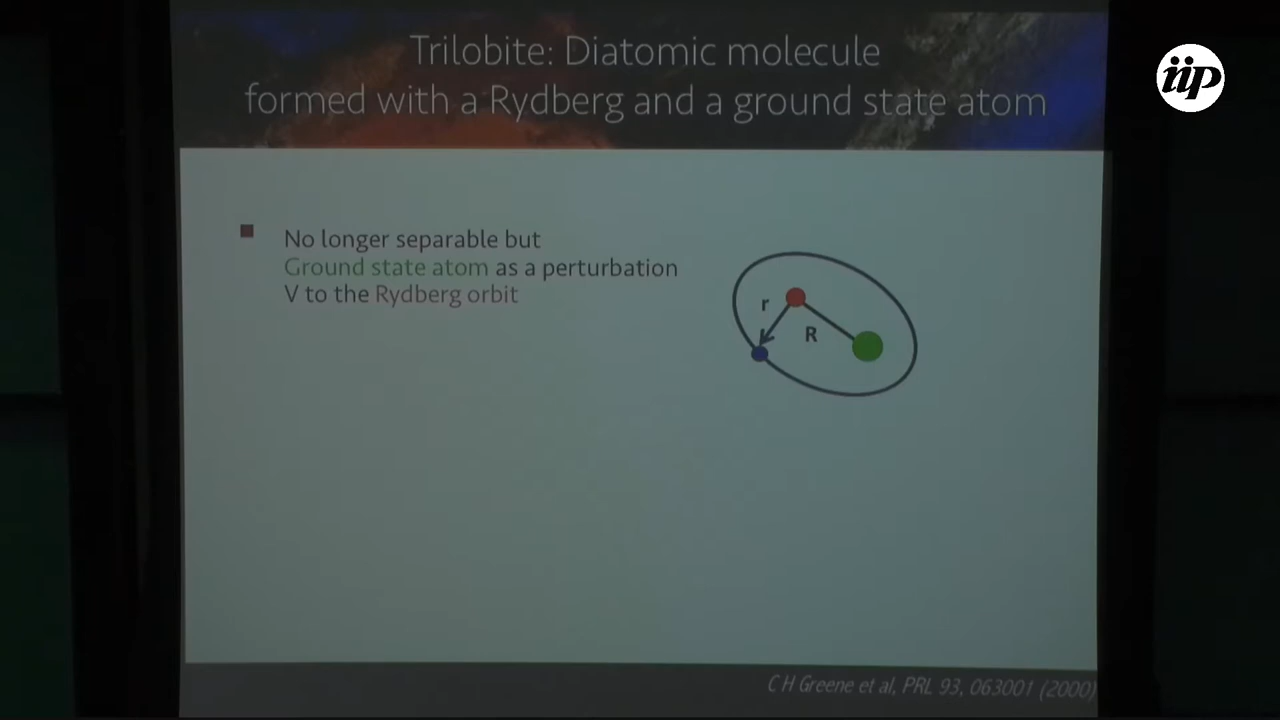 iip
Trilobite: Diatomic molecule
formed with a Rydberg and a ground state atom
No longer separable but
Ground state atom as a perturbation
V to the Rydberg orbit
r
R
C H Greene et al, PRL 93, 063001 (2000)